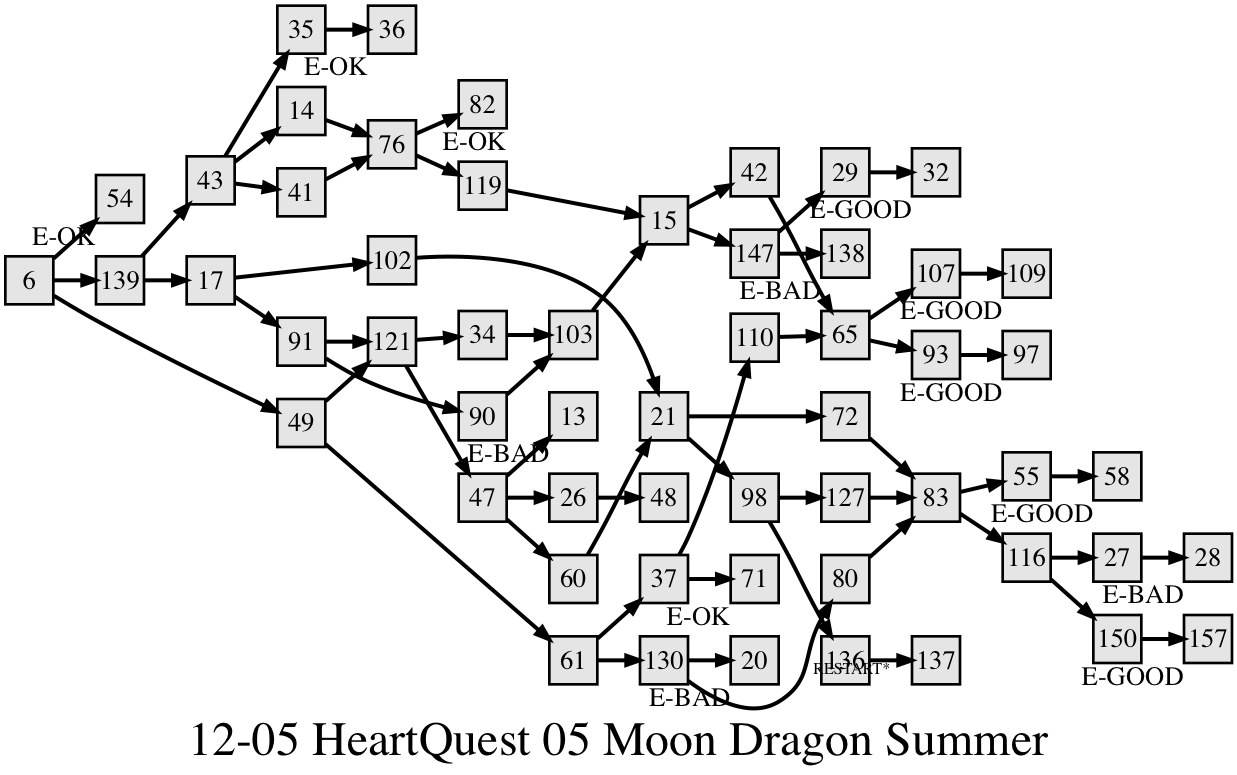 35 36
E-OK
14 82
76 E-OK
43 41 119 42 29 32
54 15 E-GOOD
E-OK
6 139 17 102 147 138 107 109
E-BAD E-GOOD
91 121 34 103 110 65 93 97
E-GOOD
49 90 13 21 72
E-BAD
47 26 48 98 127 83 55 58
E-GOOD
60 37 71 80 116 27 28
E-OK E-BAD
61 130 20 136 137 150 157
RESTART*
E-BAD E-GOOD
12-05 HeartQuest 05 Moon Dragon Summer